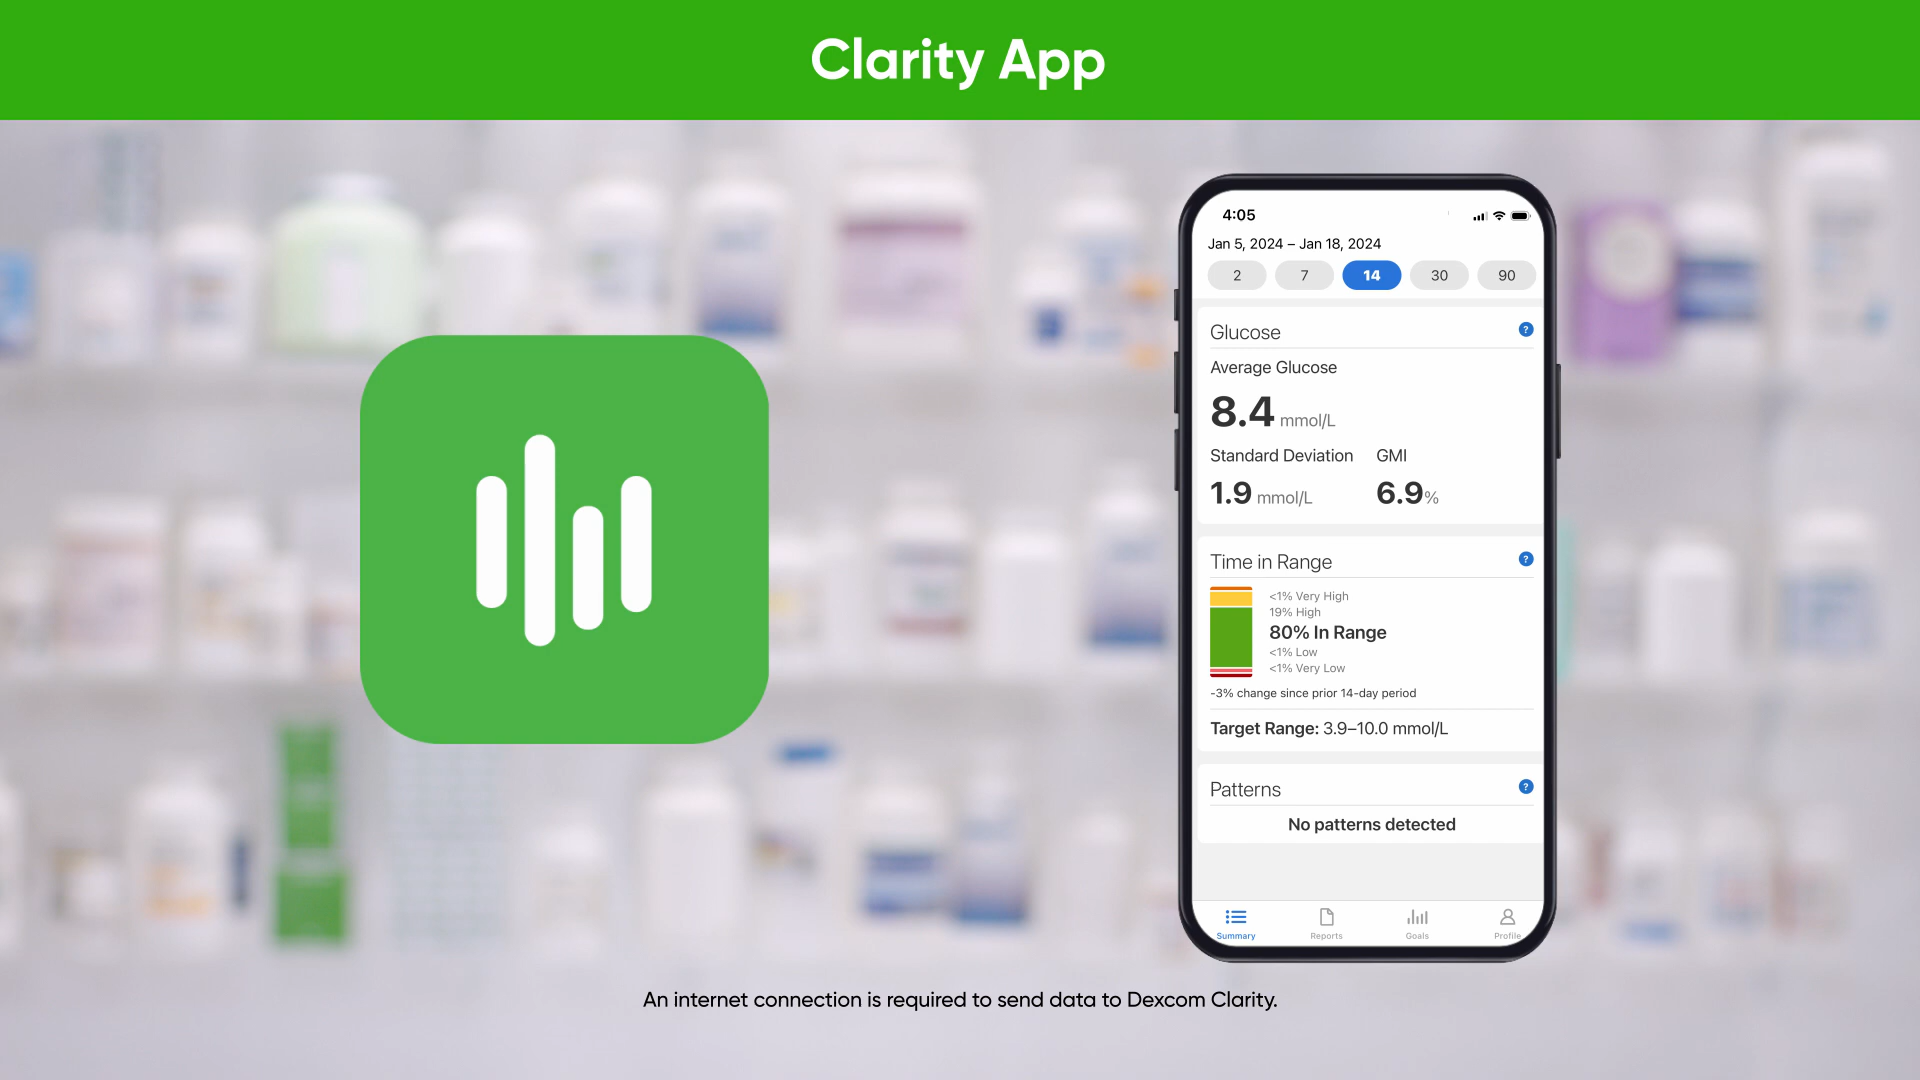 Clarity App
4:05
Jan 5, 2024 – Jan 18, 2024
2 7 14 30 90
Glucose ?
Average Glucose
8.4 mmol/L
Standard Deviation GMI
1.9 mmol/L 6.9%
Time in Range ?
<1% Very High
19% High
80% In Range
<1% Low
<1% Very Low
-3% change since prior 14-day period
Target Range: 3.9–10.0 mmol/L
Patterns ?
No patterns detected
Summary Reports Goals Profile
An internet connection is required to send data to Dexcom Clarity.